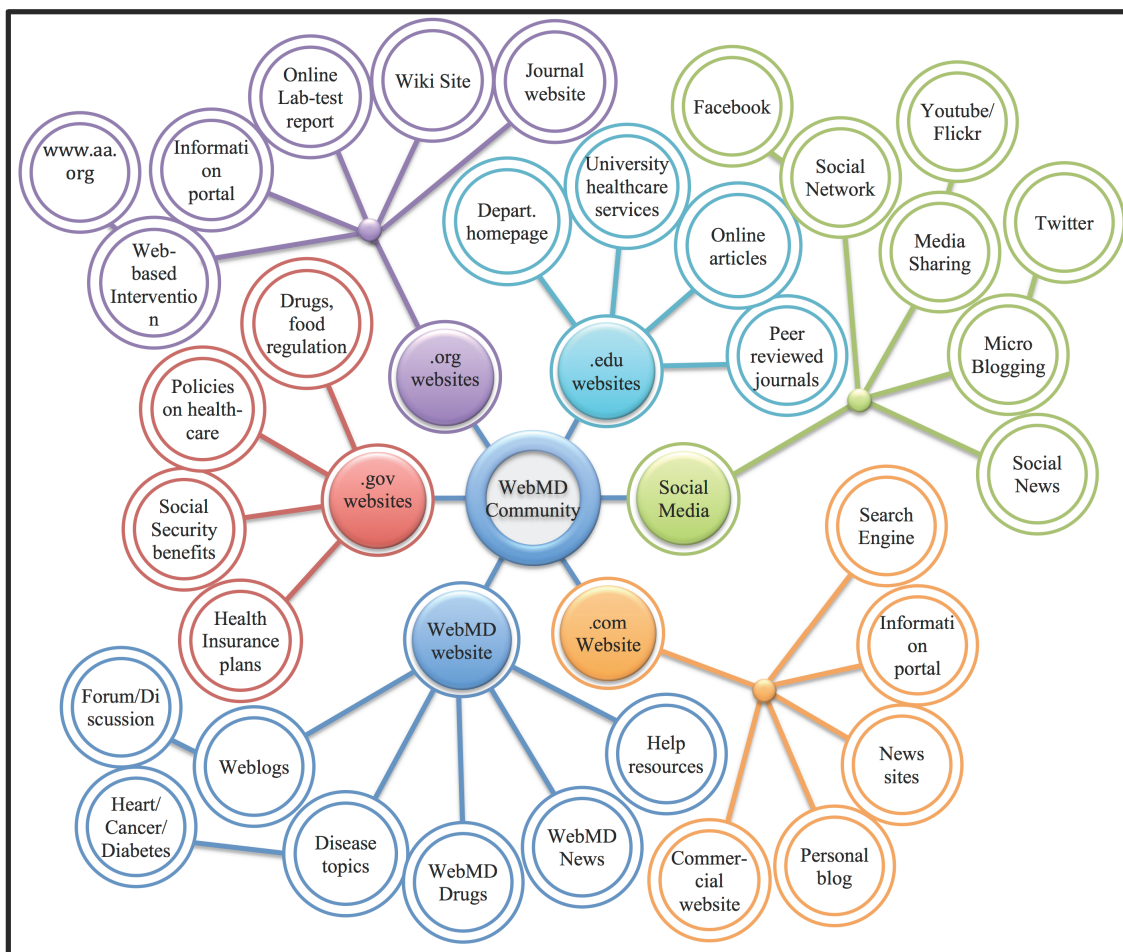 www.aa.
org
Informati
on
portal
Online
Lab-test
report
Wiki Site
Journal
website
Web-
based
Interventio
n
.org
websites
Depart.
homepage
University
healthcare
services
Online
articles
Peer
reviewed
journals
.edu
websites
Facebook
Social
Network
Youtube/
Flickr
Media
Sharing
Twitter
Micro
Blogging
Social
News
Social
Media
Drugs,
food
regulation
Policies
on health-
care
Social
Security
benefits
Health
Insurance
plans
.gov
websites
WebMD
Community
WebMD
website
Forum/Di
scussion
Weblogs
Heart/
Cancer/
Diabetes
Disease
topics
WebMD
Drugs
WebMD
News
Help
resources
.com
Website
Search
Engine
Informati
on
portal
News
sites
Personal
blog
Commer-
cial
website